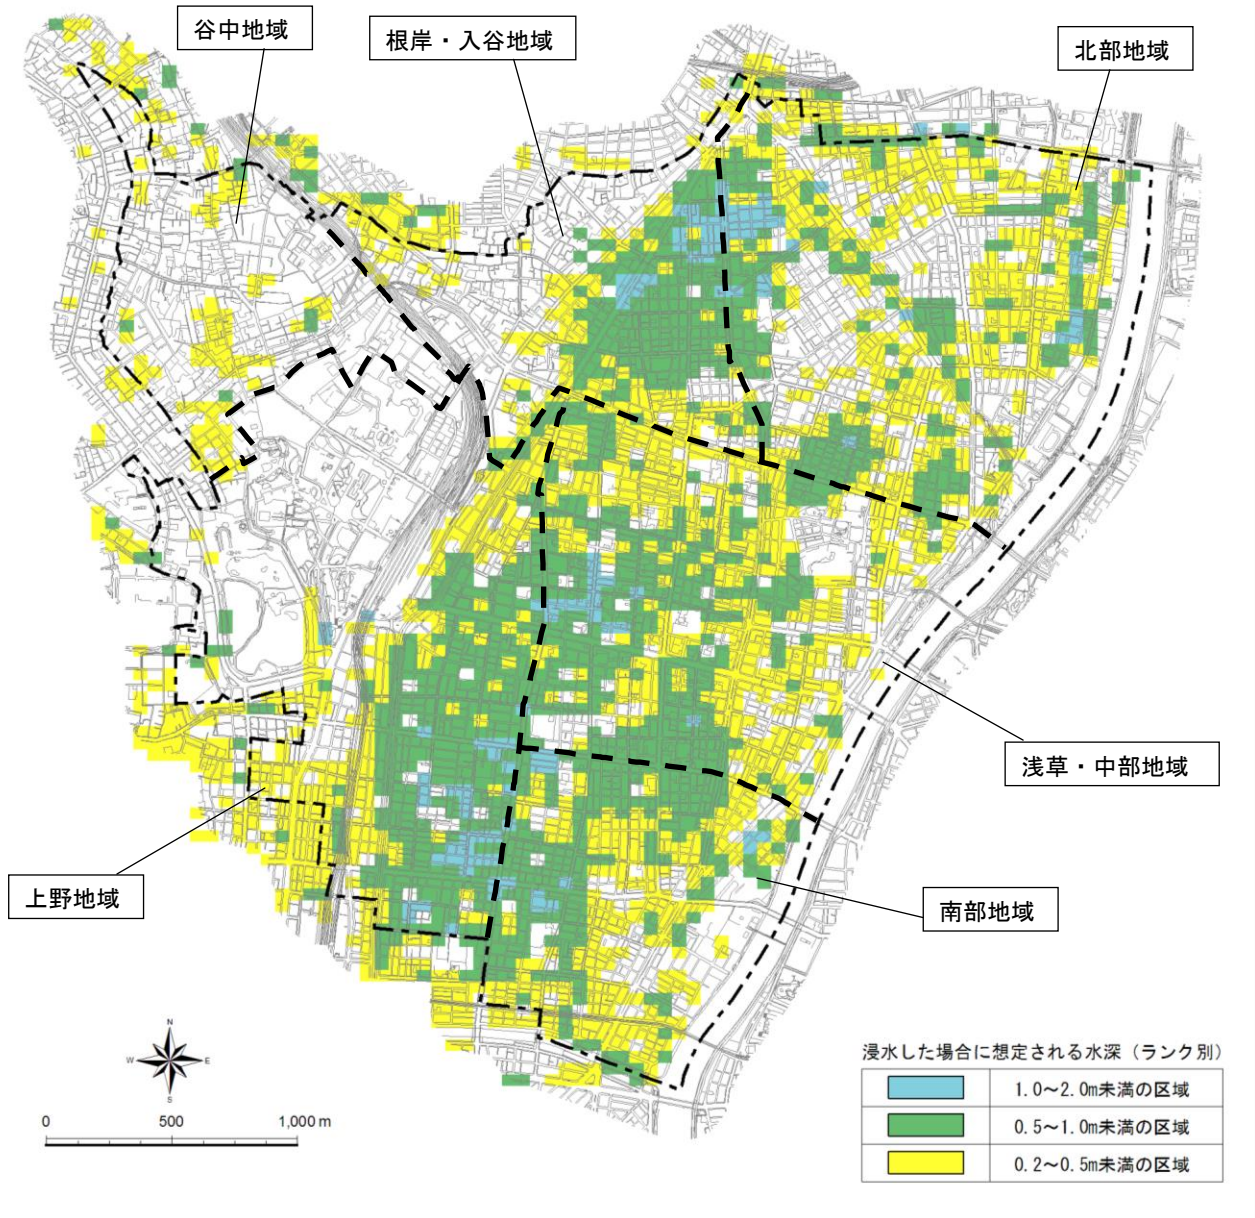 谷中地域
根岸・入谷地域
北部地域
浅草・中部地域
上野地域
南部地域
N
W
E
S
0
500
1,000 m
浸水した場合に想定される水深（ランク別）
1.0～2.0m未満の区域
0.5～1.0m未満の区域
0.2～0.5m未満の区域